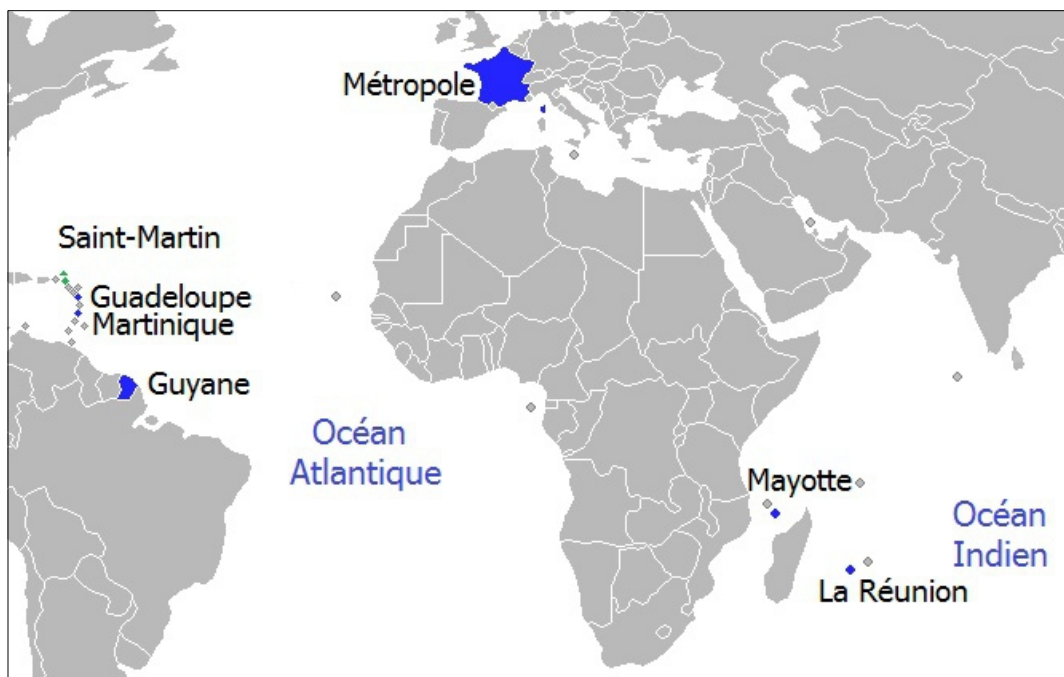 Métropole
Saint-Martin
Guadeloupe
Martinique
Guyane
Océan
Atlantique
Mayotte
Océan
Indien
La Réunion